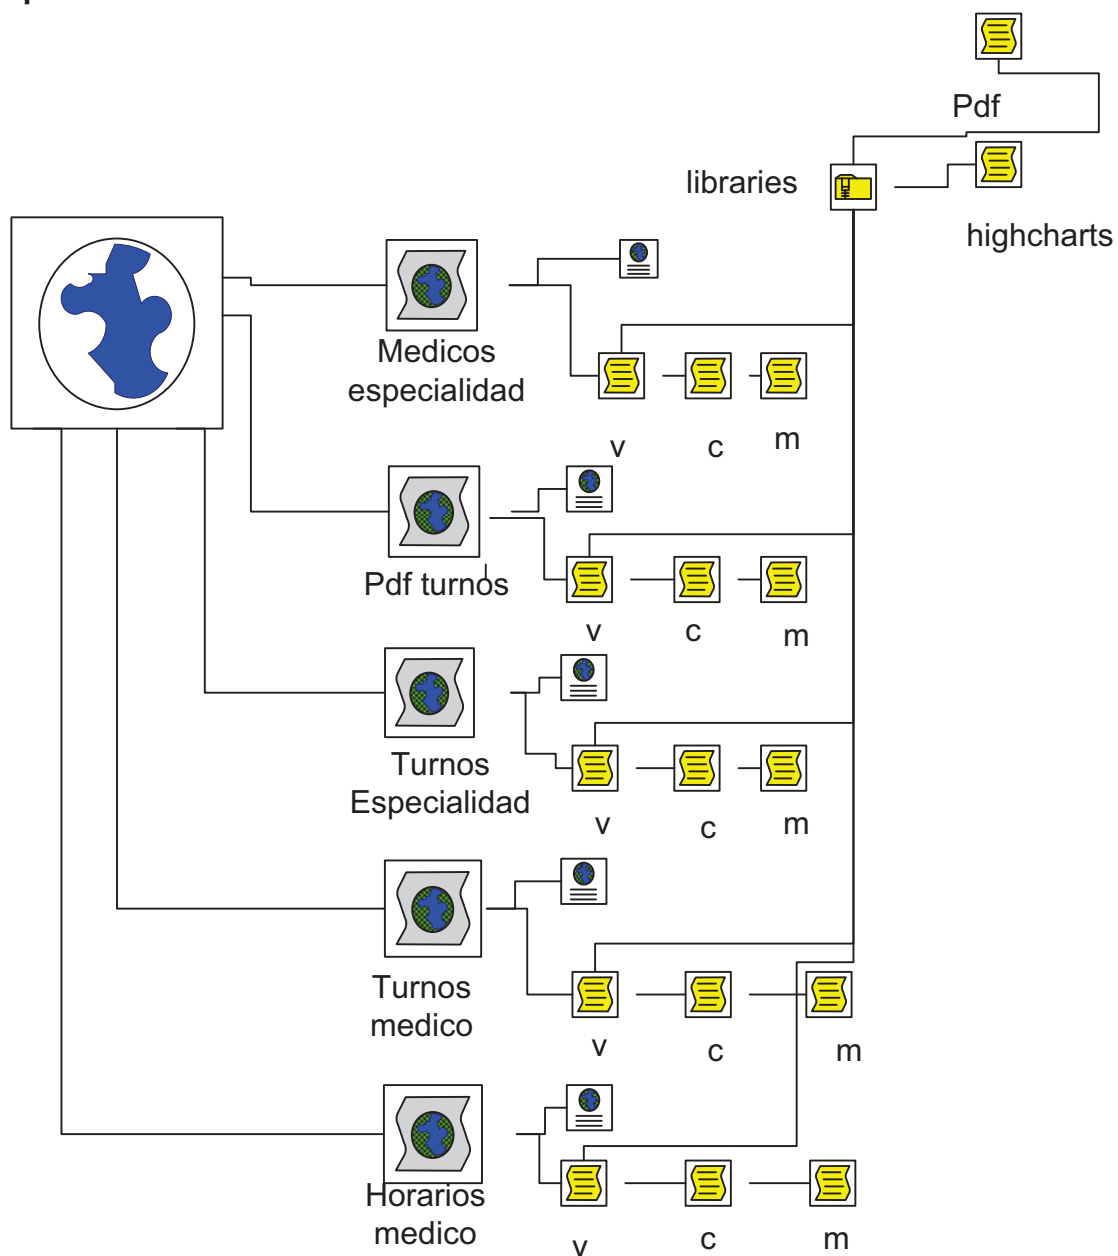 Pdf
libraries
highcharts
Medicos
especialidad
v
c
m
Pdf turnos
v
c
m
Turnos
Especialidad
v
c
m
Turnos
medico
v
c
m
Horarios
medico
v
c
m